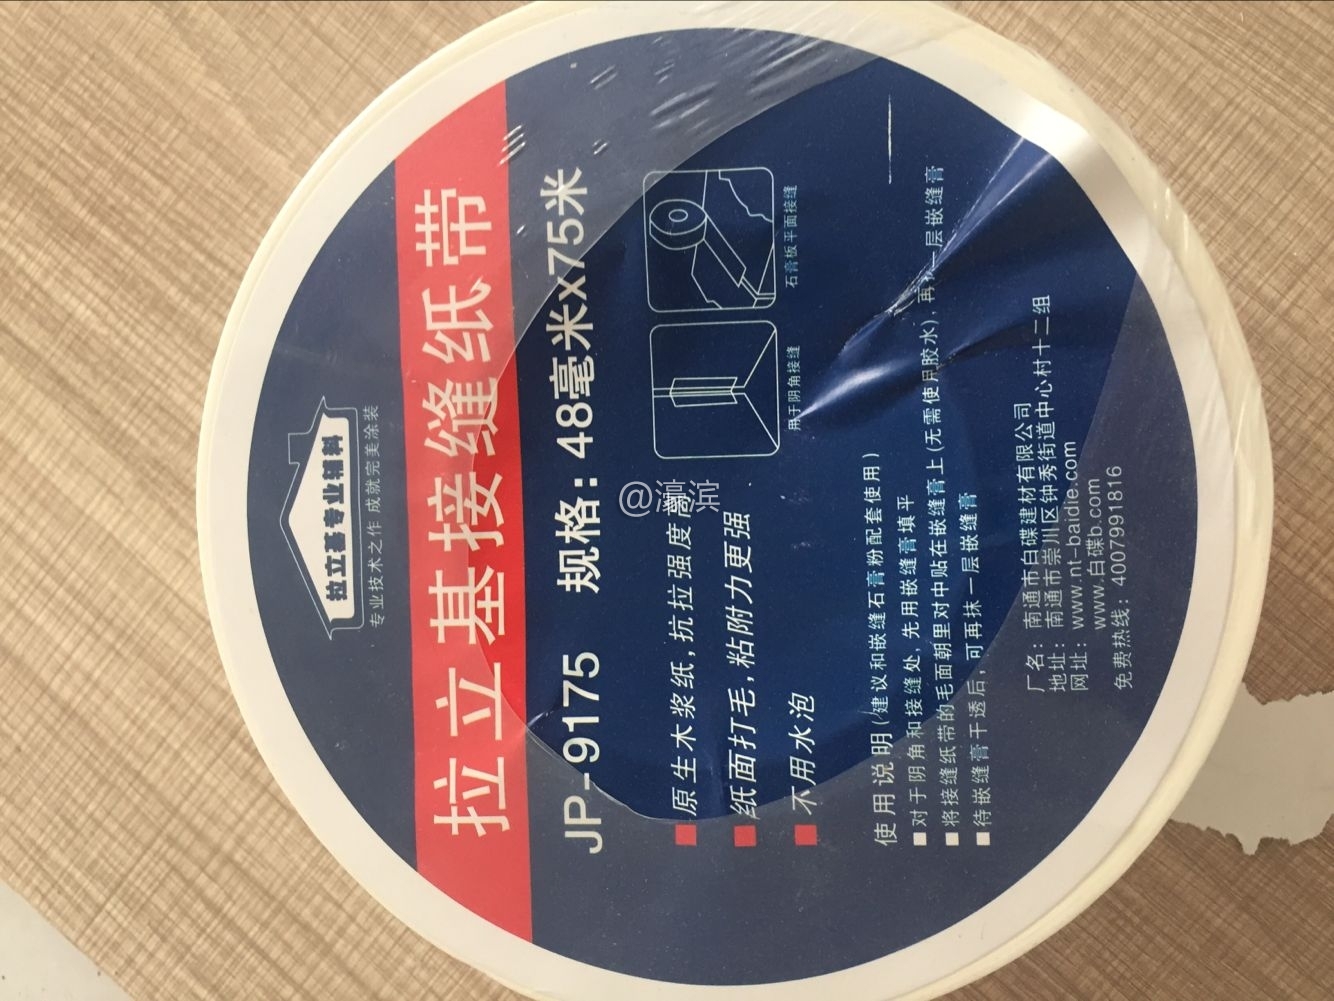 拉立基专业辅料
专业技术之作 成就完美涂装
拉立基接缝纸带
JP-9175 规格:48毫米x75米
原生木浆纸,抗拉强度高
纸面打毛,粘附力更强
不用水泡
用于阴角接缝
石膏板平面接缝
使用说明(建议和嵌缝石膏粉配套使用)
对于阴角和接缝处,先用嵌缝膏填平
将接缝纸带的毛面朝里对中贴在嵌缝膏上(无需使用胶水),再抹一层嵌缝膏
待嵌缝膏干透后,可再抹一层嵌缝膏
厂名:南通市白碟建材有限公司
地址:南通市崇川区钟秀街道中心村十二组
网址:www.nt-baidie.com
www.白碟b.com
免费热线:4007991816